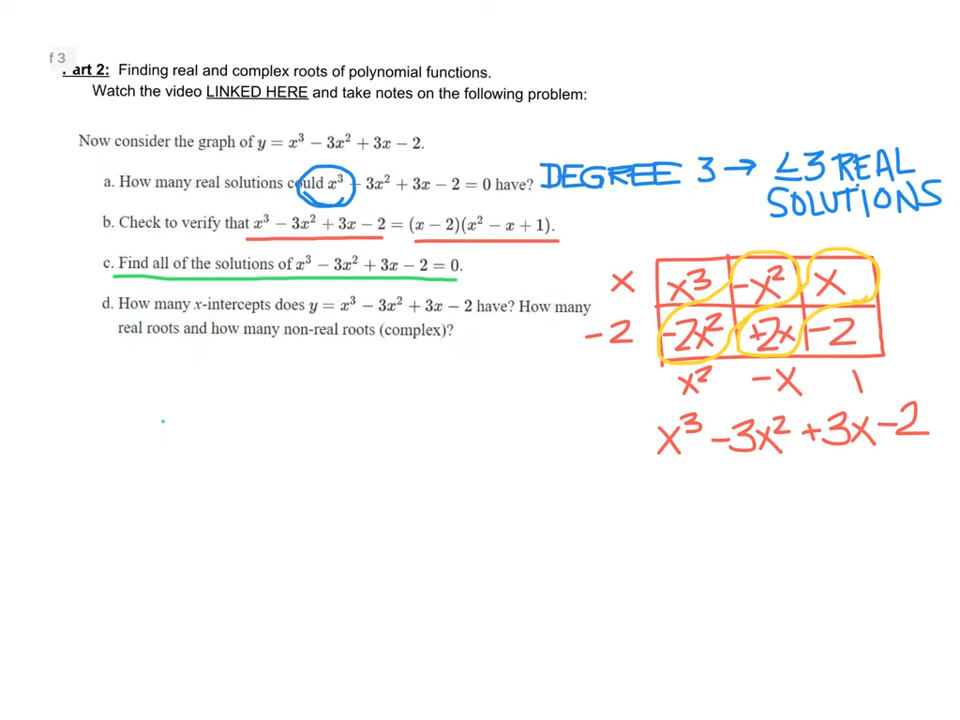 f 3
art 2: Finding real and complex roots of polynomial functions.
Watch the video LINKED HERE and take notes on the following problem:
Now consider the graph of y = x³ − 3x² + 3x − 2.
a. How many real solutions could x³ − 3x² + 3x − 2 = 0 have? DEGREE 3 → ∠3 REAL
SOLUTIONS
b. Check to verify that x³ − 3x² + 3x − 2 = (x − 2)(x² − x + 1).
c. Find all of the solutions of x³ − 3x² + 3x − 2 = 0.
d. How many x-intercepts does y = x³ − 3x² + 3x − 2 have? How many
real roots and how many non-real roots (complex)?
x x³ -x² x
-2 -2x² +2x -2
x² -x 1
x³ -3x² +3x -2